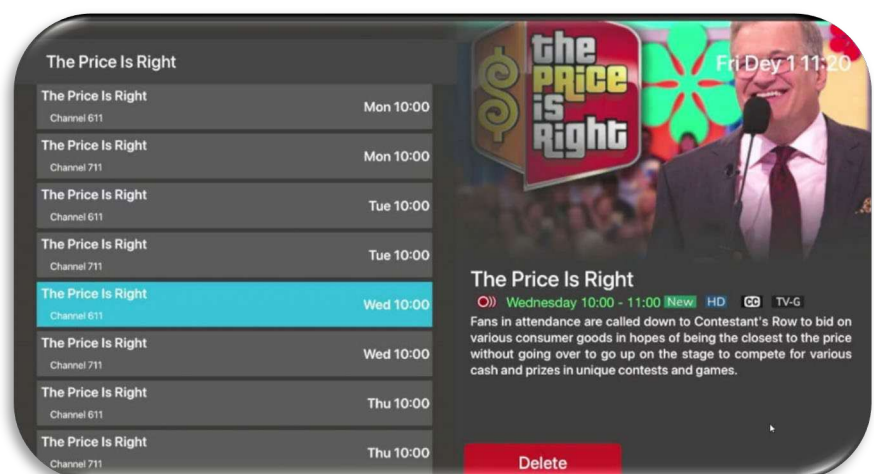 The Price Is Right
Fri Dey 1 11:20
The Price Is Right
Channel 611
Mon 10:00
The Price Is Right
Channel 711
Mon 10:00
The Price Is Right
Channel 611
Tue 10:00
The Price Is Right
Channel 711
Tue 10:00
The Price Is Right
Channel 611
Wed 10:00
The Price Is Right
Channel 711
Wed 10:00
The Price Is Right
Channel 611
Thu 10:00
The Price Is Right
Channel 711
Thu 10:00
the
PRice
is
Right
The Price Is Right
Wednesday 10:00 - 11:00 New HD CC TV-G
Fans in attendance are called down to Contestant's Row to bid on
various consumer goods in hopes of being the closest to the price
without going over to go up on the stage to compete for various
cash and prizes in unique contests and games.
Delete